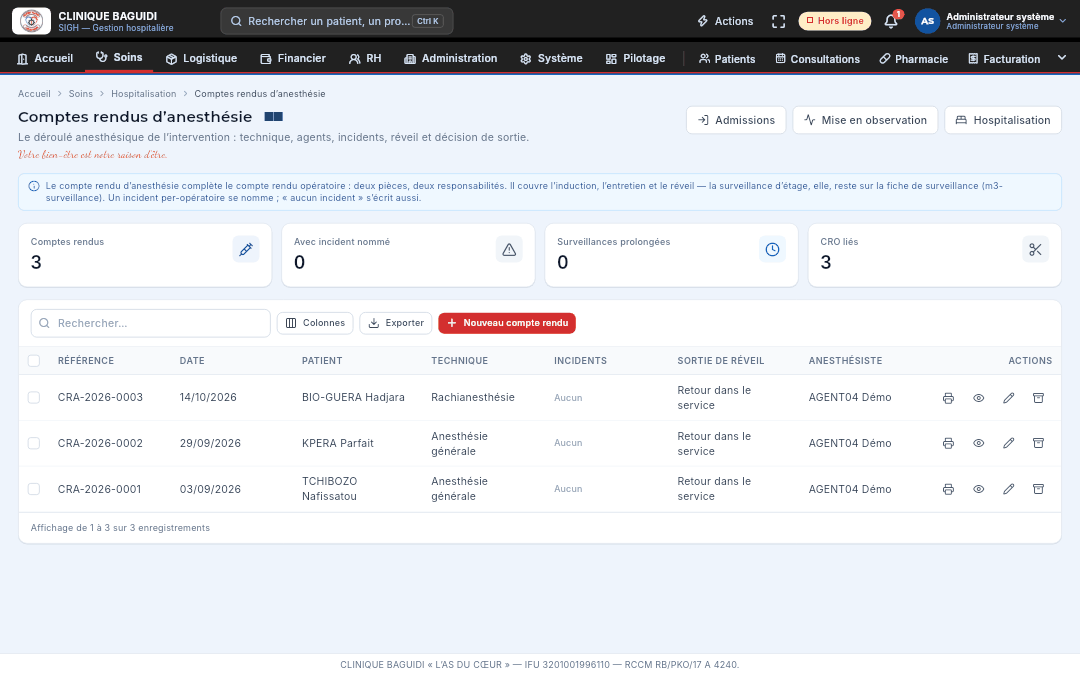 CLINIQUE BAGUIDI
SIGH — Gestion hospitalière
Rechercher un patient, un pro... Ctrl K
Actions
Hors ligne
1
AS
Administrateur système
Administrateur système
Accueil
Soins
Logistique
Financier
RH
Administration
Système
Pilotage
Patients
Consultations
Pharmacie
Facturation
Accueil > Soins > Hospitalisation > Comptes rendus d’anesthésie
Comptes rendus d’anesthésie
Le déroulé anesthésique de l’intervention : technique, agents, incidents, réveil et décision de sortie.
Votre bien-être est notre raison d'être.
Admissions
Mise en observation
Hospitalisation
Le compte rendu d’anesthésie complète le compte rendu opératoire : deux pièces, deux responsabilités. Il couvre l’induction, l’entretien et le réveil — la surveillance d’étage, elle, reste sur la fiche de surveillance (m3-
surveillance). Un incident per-opératoire se nomme ; « aucun incident » s’écrit aussi.
Comptes rendus
3
Avec incident nommé
0
Surveillances prolongées
0
CRO liés
3
Rechercher...
Colonnes
Exporter
Nouveau compte rendu
RÉFÉRENCE DATE PATIENT TECHNIQUE INCIDENTS SORTIE DE RÉVEIL ANESTHÉSISTE ACTIONS
CRA-2026-0003 14/10/2026 BIO-GUERA Hadjara Rachianesthésie Aucun Retour dans le
service AGENT04 Démo
CRA-2026-0002 29/09/2026 KPERA Parfait Anesthésie
générale Aucun Retour dans le
service AGENT04 Démo
CRA-2026-0001 03/09/2026 TCHIBOZO
Nafissatou Anesthésie
générale Aucun Retour dans le
service AGENT04 Démo
Affichage de 1 à 3 sur 3 enregistrements
CLINIQUE BAGUIDI « L’AS DU CŒUR » — IFU 3201001996110 — RCCM RB/PKO/17 A 4240.